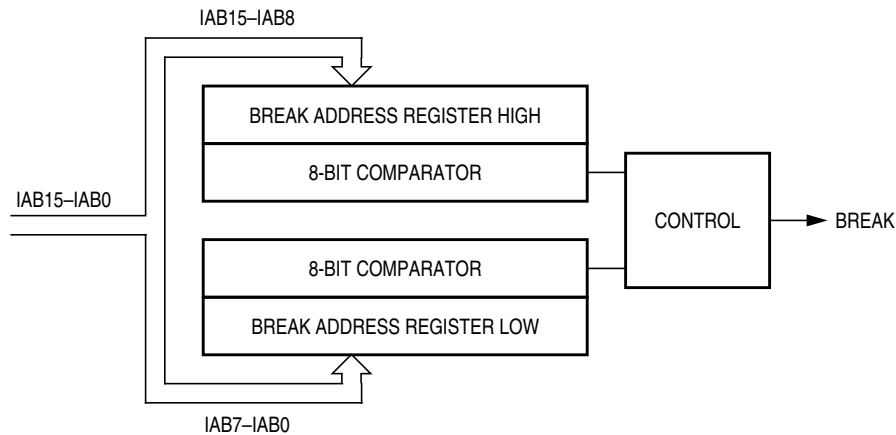 IAB15–IAB8
BREAK ADDRESS REGISTER HIGH
8-BIT COMPARATOR
IAB15–IAB0
CONTROL
BREAK
8-BIT COMPARATOR
BREAK ADDRESS REGISTER LOW
IAB7–IAB0